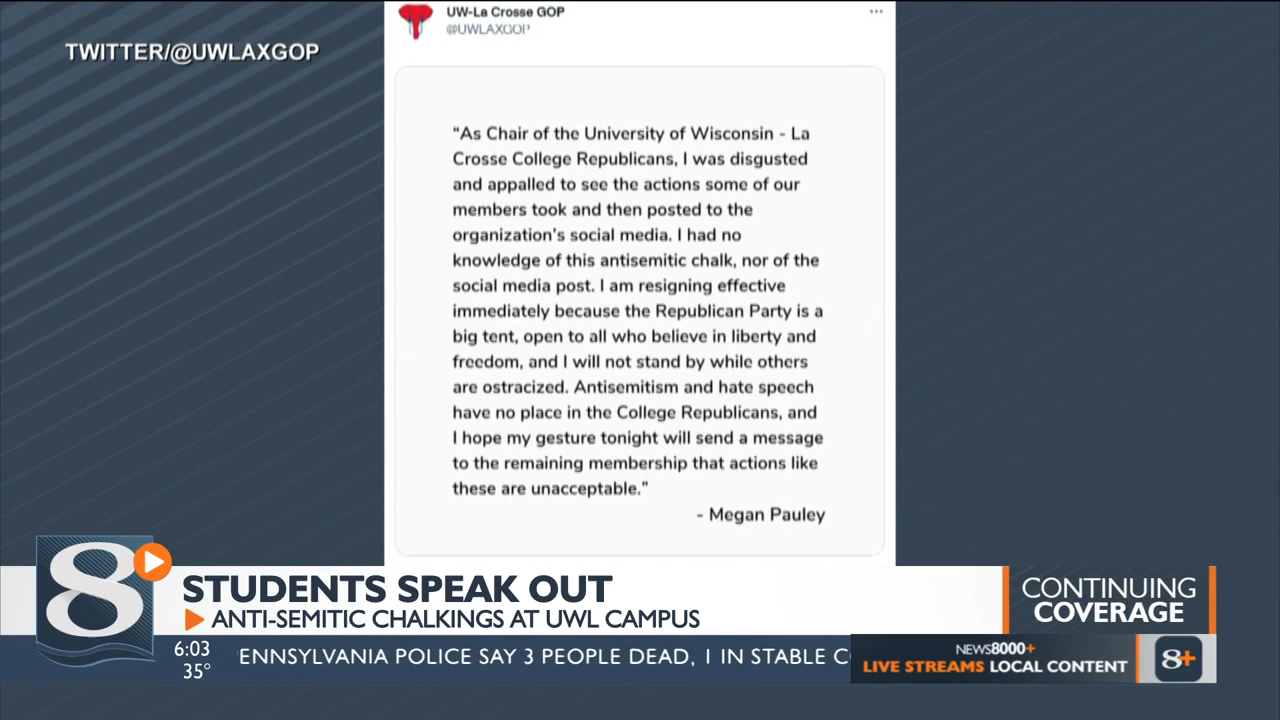 TWITTER/@UWLAXGOP
UW-La Crosse GOP
@UWLAXGOP
“As Chair of the University of Wisconsin - La
Crosse College Republicans, I was disgusted
and appalled to see the actions some of our
members took and then posted to the
organization's social media. I had no
knowledge of this antisemitic chalk, nor of the
social media post. I am resigning effective
immediately because the Republican Party is a
big tent, open to all who believe in liberty and
freedom, and I will not stand by while others
are ostracized. Antisemitism and hate speech
have no place in the College Republicans, and
I hope my gesture tonight will send a message
to the remaining membership that actions like
these are unacceptable.”
- Megan Pauley
8
STUDENTS SPEAK OUT
ANTI-SEMITIC CHALKINGS AT UWL CAMPUS
CONTINUING
COVERAGE
6:03
35°
ENNSYLVANIA POLICE SAY 3 PEOPLE DEAD, 1 IN STABLE C
NEWS8000+
LIVE STREAMS LOCAL CONTENT
8+